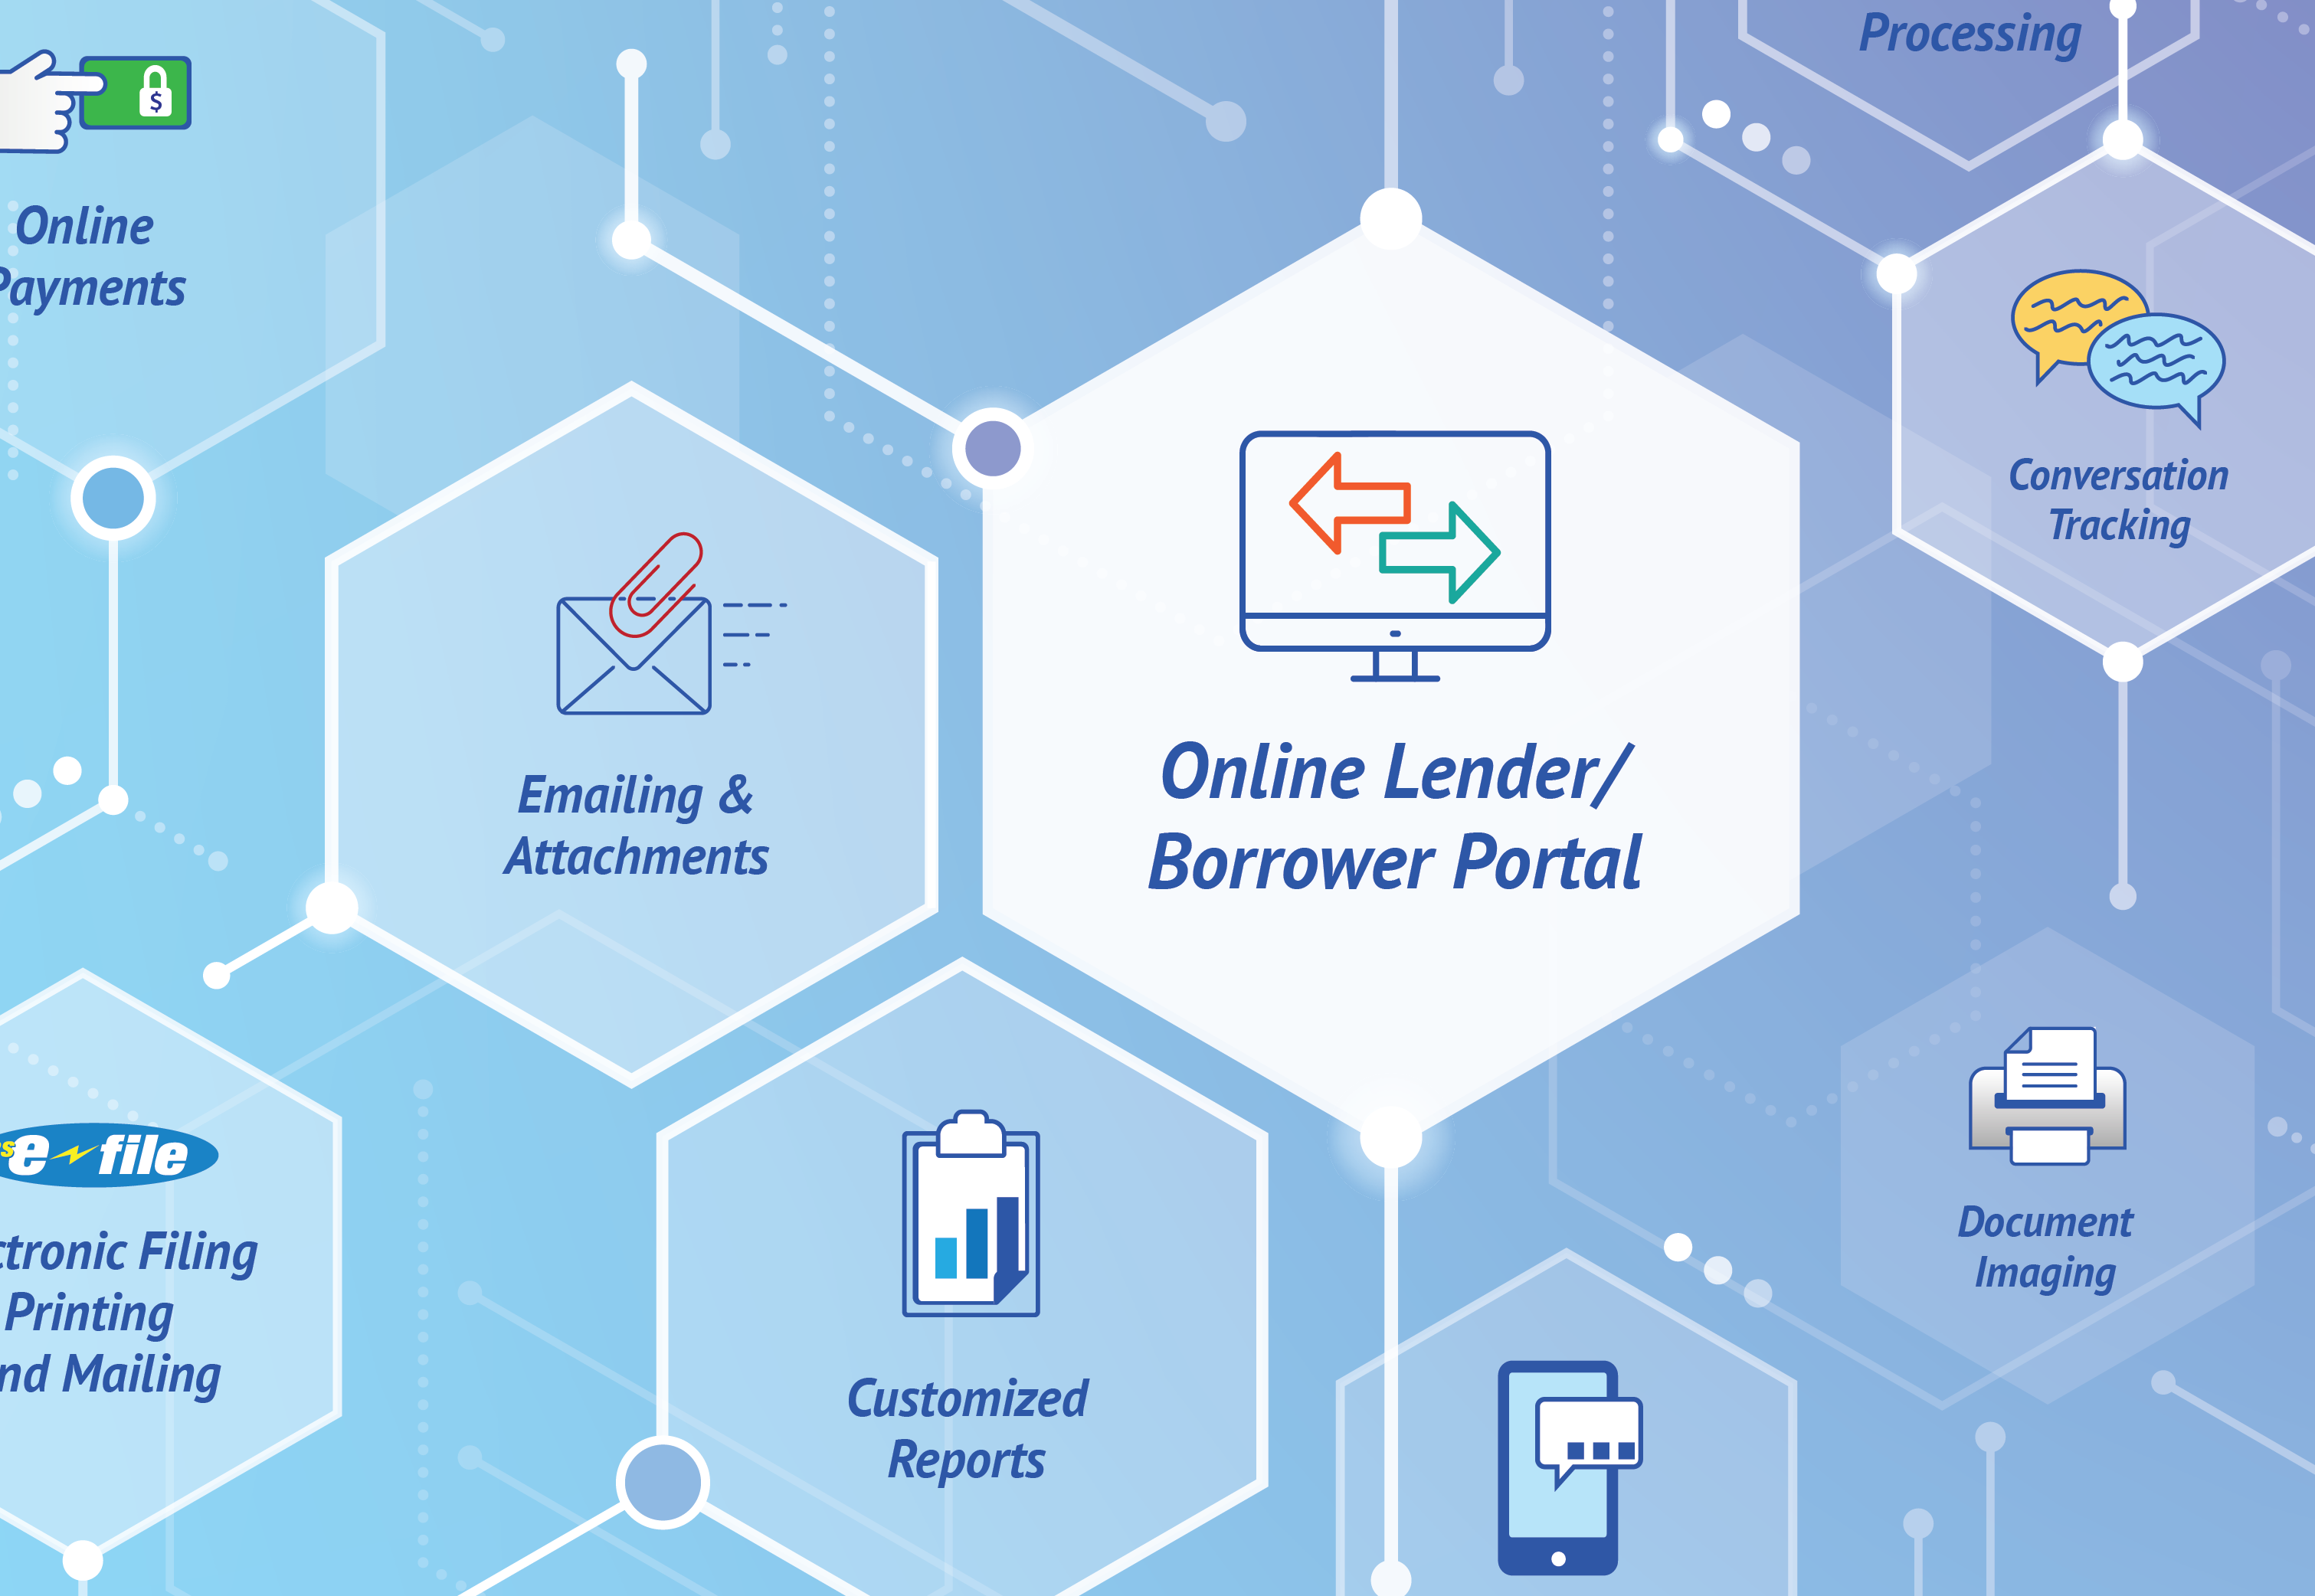 Processing
$
Online
Payments
Conversation
Tracking
Emailing &
Attachments
Online Lender/
Borrower Portal
e file
ctronic Filing
Printing
nd Mailing
Document
Imaging
Customized
Reports